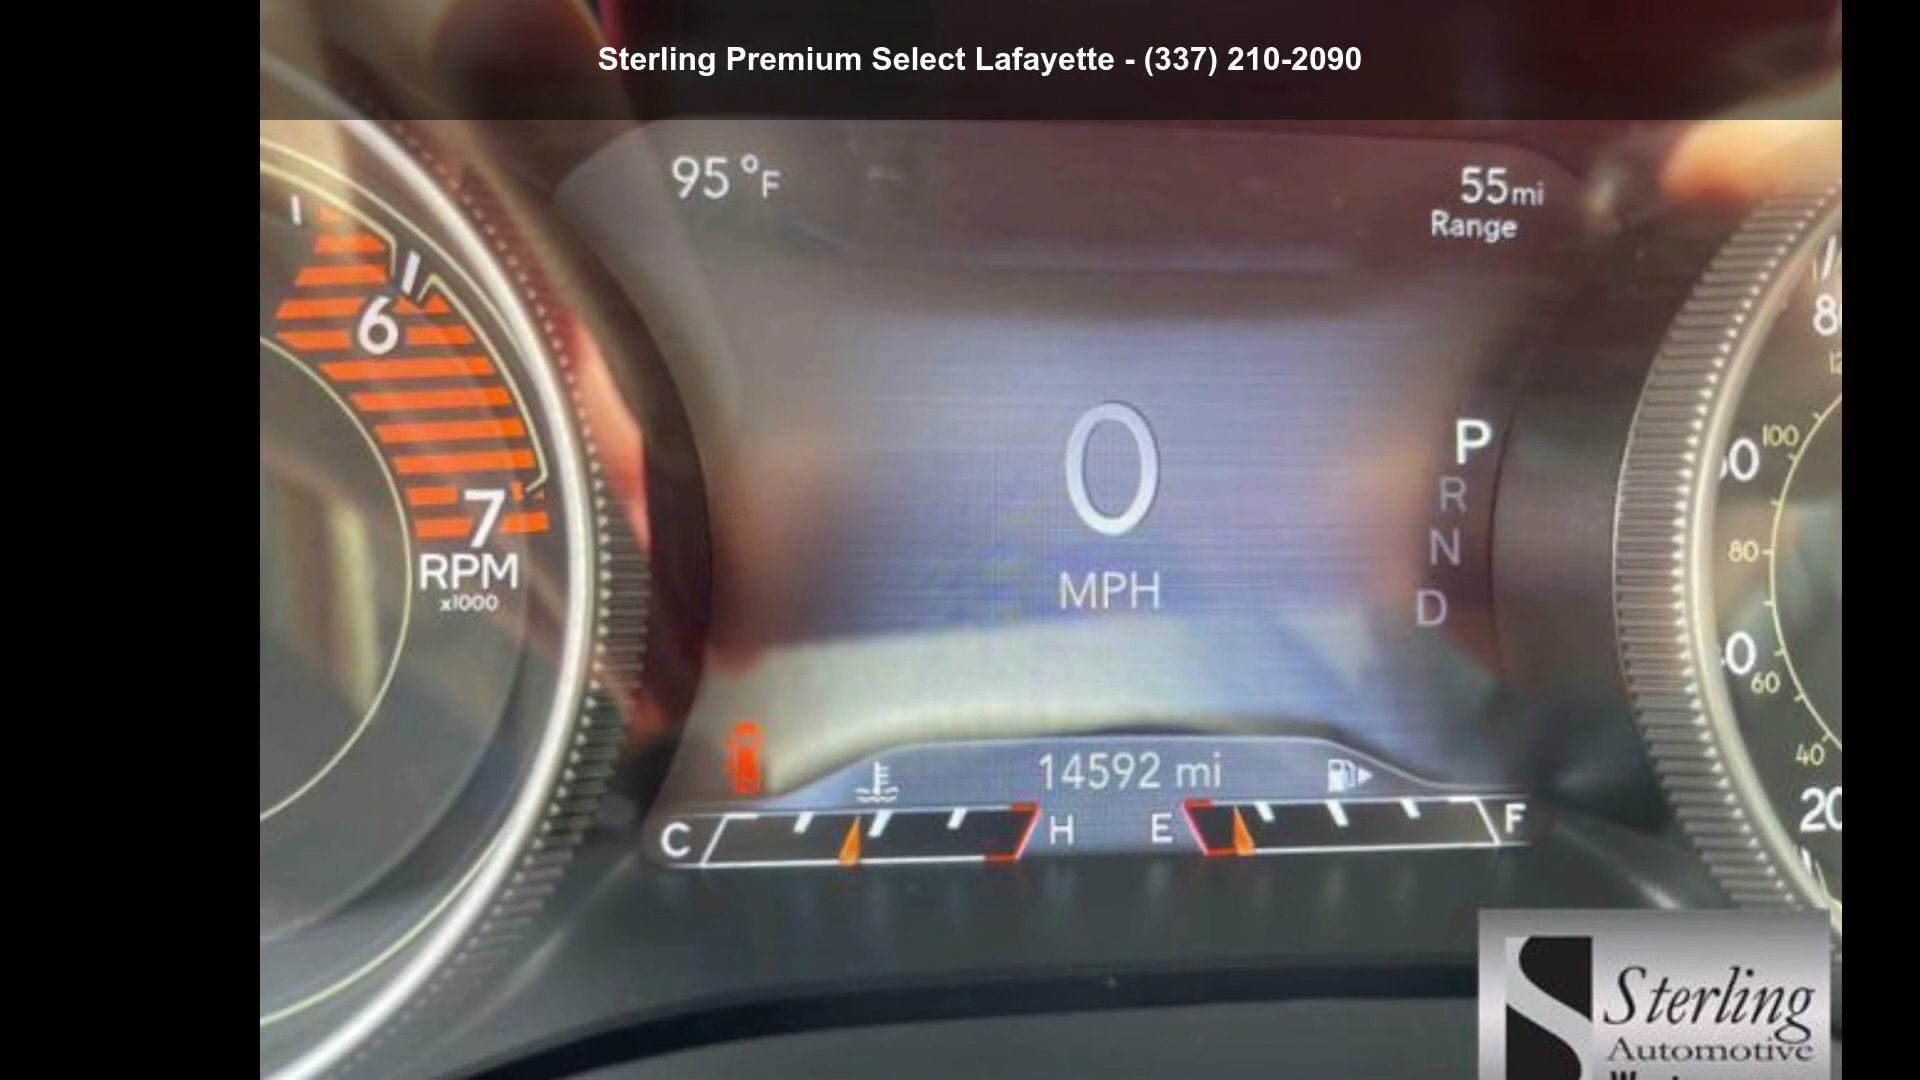 Sterling Premium Select Lafayette - (337) 210-2090
95 °F
55mi
Range
6
7
RPM
x1000
0
MPH
P
R
N
D
80
100
80
60
40
20
14592 mi
C
H
E
F
Sterling
Automotive